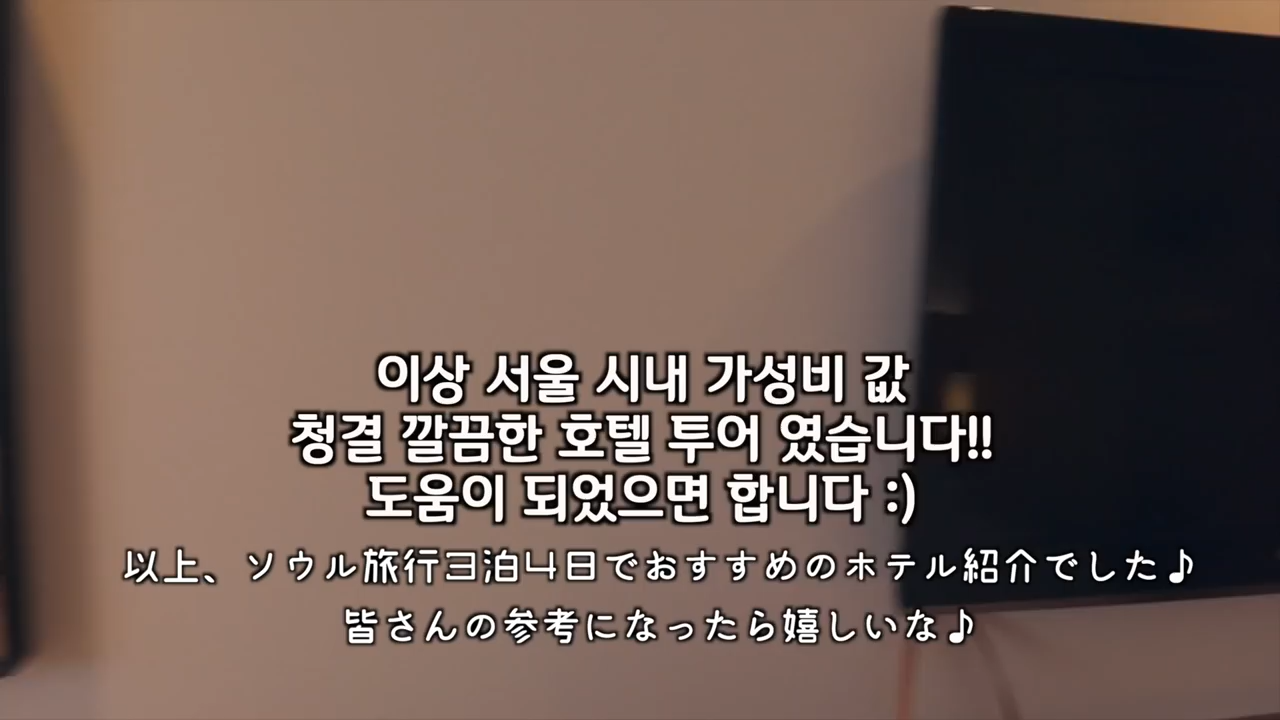 이상 서울 시내 가성비 값
청결 깔끔한 호텔 투어 였습니다!!
도움이 되었으면 합니다 :)
以上、ソウル旅行3泊4日でおすすめのホテル紹介でした♪
皆さんの参考になったら嬉しいな♪